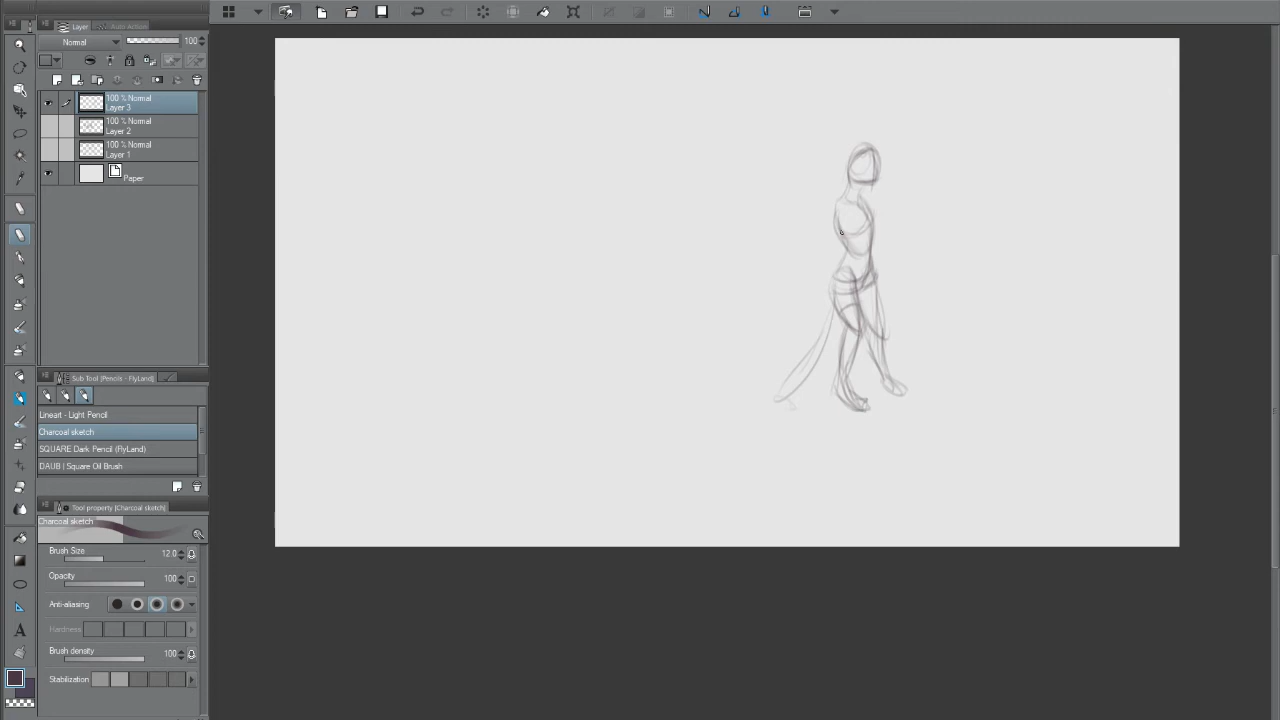 Layer
Auto Action
Normal
100
100 % Normal
Layer 3
100 % Normal
Layer 2
100 % Normal
Layer 1
Paper
Sub Tool [Pencils - FlyLand]
Lineart - Light Pencil
Charcoal sketch
SQUARE Dark Pencil (FlyLand)
DAUB | Square Oil Brush
Tool property [Charcoal sketch]
Charcoal sketch
Brush Size
12.0
Opacity
100
Anti-aliasing
Hardness
Brush density
100
Stabilization
A